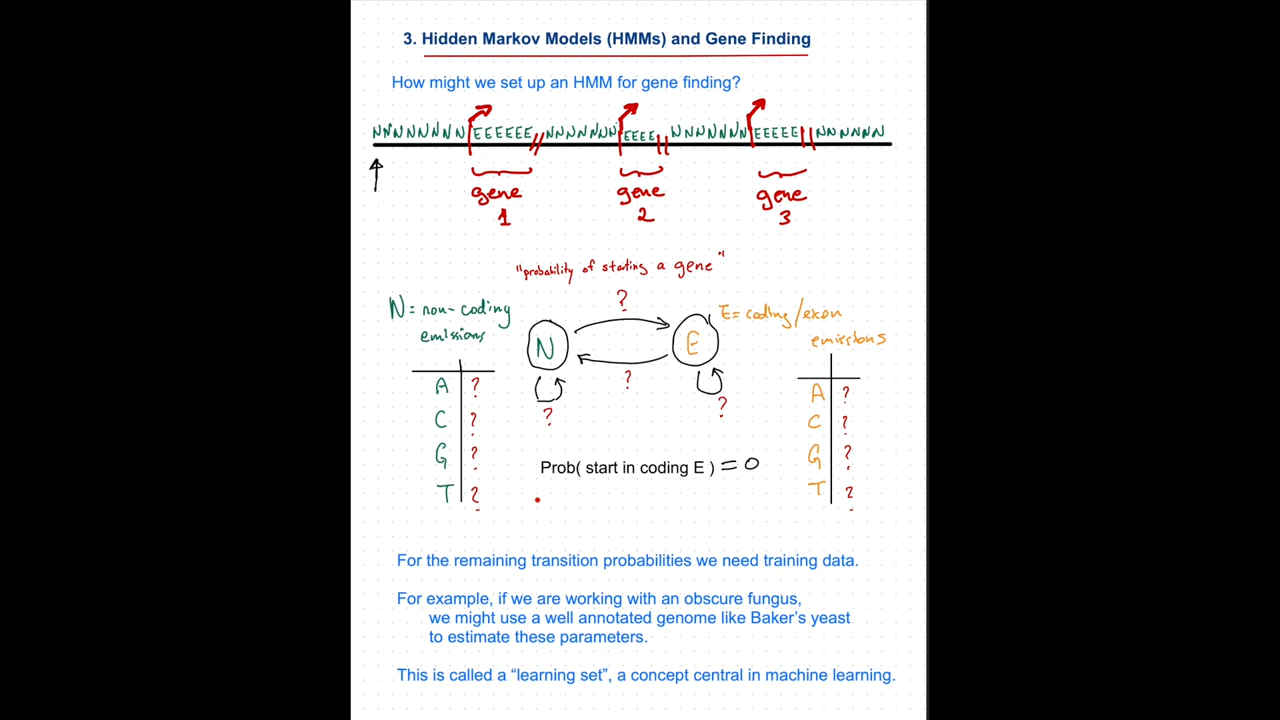 3. Hidden Markov Models (HMMs) and Gene Finding
How might we set up an HMM for gene finding?
NNNNNNNN EEEEEE NNNNNNN EEEE NNNNNN EEEEE NNNNNN
gene 1 gene 2 gene 3
"probability of starting a gene"
?
N = non-coding emissions
E = coding/exon emissions
N E
?
? ?
A ?
C ?
G ?
T ?
A ?
C ?
G ?
T ?
Prob( start in coding E ) = 0
For the remaining transition probabilities we need training data.
For example, if we are working with an obscure fungus,
we might use a well annotated genome like Baker's yeast
to estimate these parameters.
This is called a “learning set”, a concept central in machine learning.